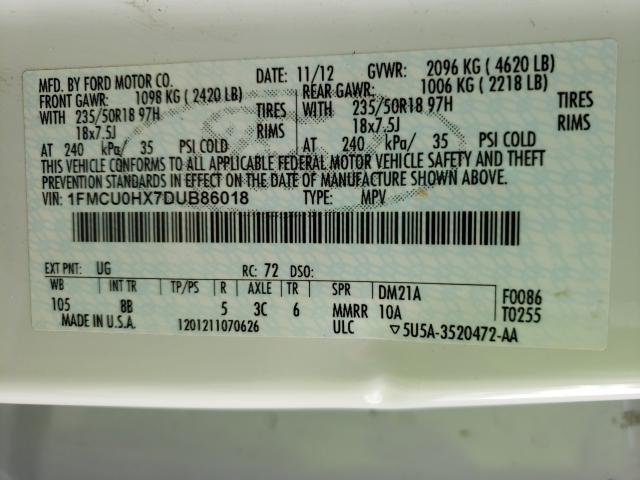 MFD. BY FORD MOTOR CO. DATE: 11/12 GVWR: 2096 KG ( 4620 LB)
FRONT GAWR: 1098 KG ( 2420 LB) REAR GAWR: 1006 KG ( 2218 LB)
WITH 235/50R18 97H TIRES WITH 235/50R18 97H TIRES
18x7.5J RIMS 18x7.5J RIMS
AT 240 kPa/ 35 PSI COLD AT 240 kPa/ 35 PSI COLD
THIS VEHICLE CONFORMS TO ALL APPLICABLE FEDERAL MOTOR VEHICLE SAFETY AND THEFT
PREVENTION STANDARDS IN EFFECT ON THE DATE OF MANUFACTURE SHOWN ABOVE.
VIN: 1FMCU0HX7DUB86018 TYPE: MPV
EXT PNT: UG RC: 72 DSO:
WB INT TR TP/PS R AXLE TR SPR DM21A F0086
105 8B 5 3C 6 MMRR 10A T0255
MADE IN U.S.A. 1201211070626 ULC ▽5U5A-3520472-AA